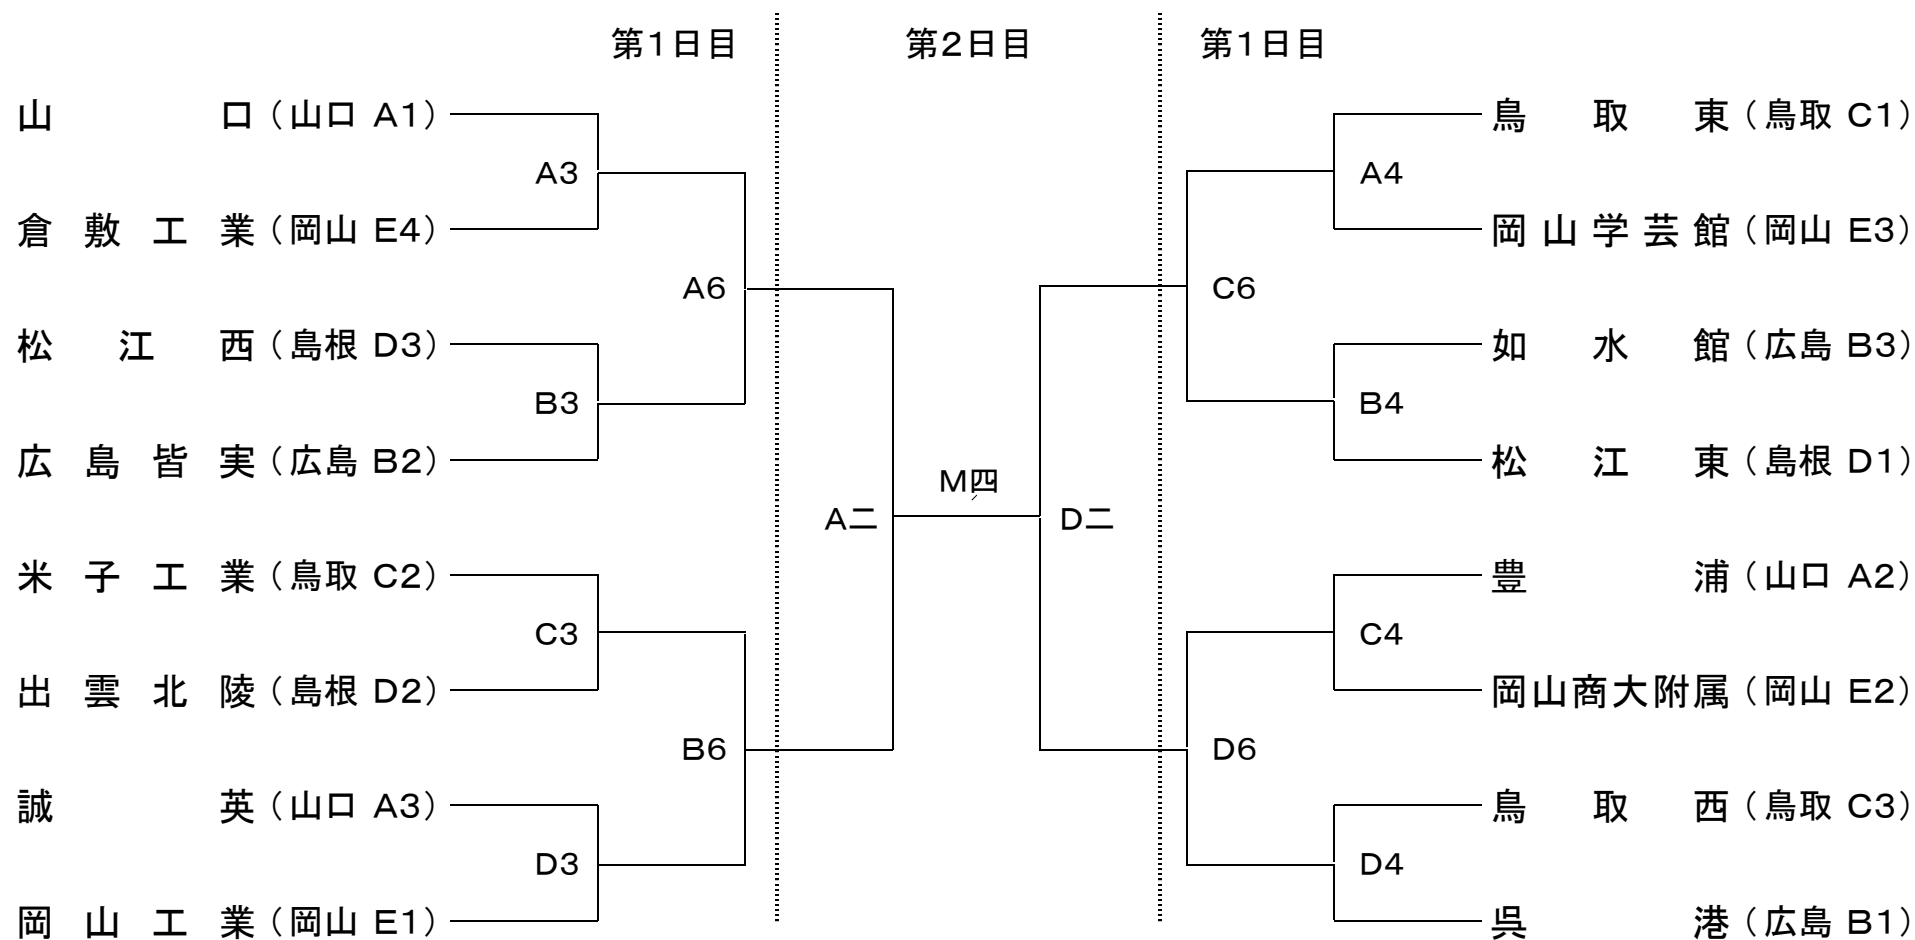 第1日目 第2日目 第1日目
山口（山口 A1） 鳥取東（鳥取 C1）
A3 A4
倉敷工業（岡山 E4） 岡山学芸館（岡山 E3）
A6 C6
松江西（島根 D3） 如水館（広島 B3）
B3 B4
広島皆実（広島 B2） 松江東（島根 D1）
M四
A二 D二
米子工業（鳥取 C2） 豊浦（山口 A2）
C3 C4
出雲北陵（島根 D2） 岡山商大附属（岡山 E2）
B6 D6
誠英（山口 A3） 鳥取西（鳥取 C3）
D3 D4
岡山工業（岡山 E1） 呉港（広島 B1）